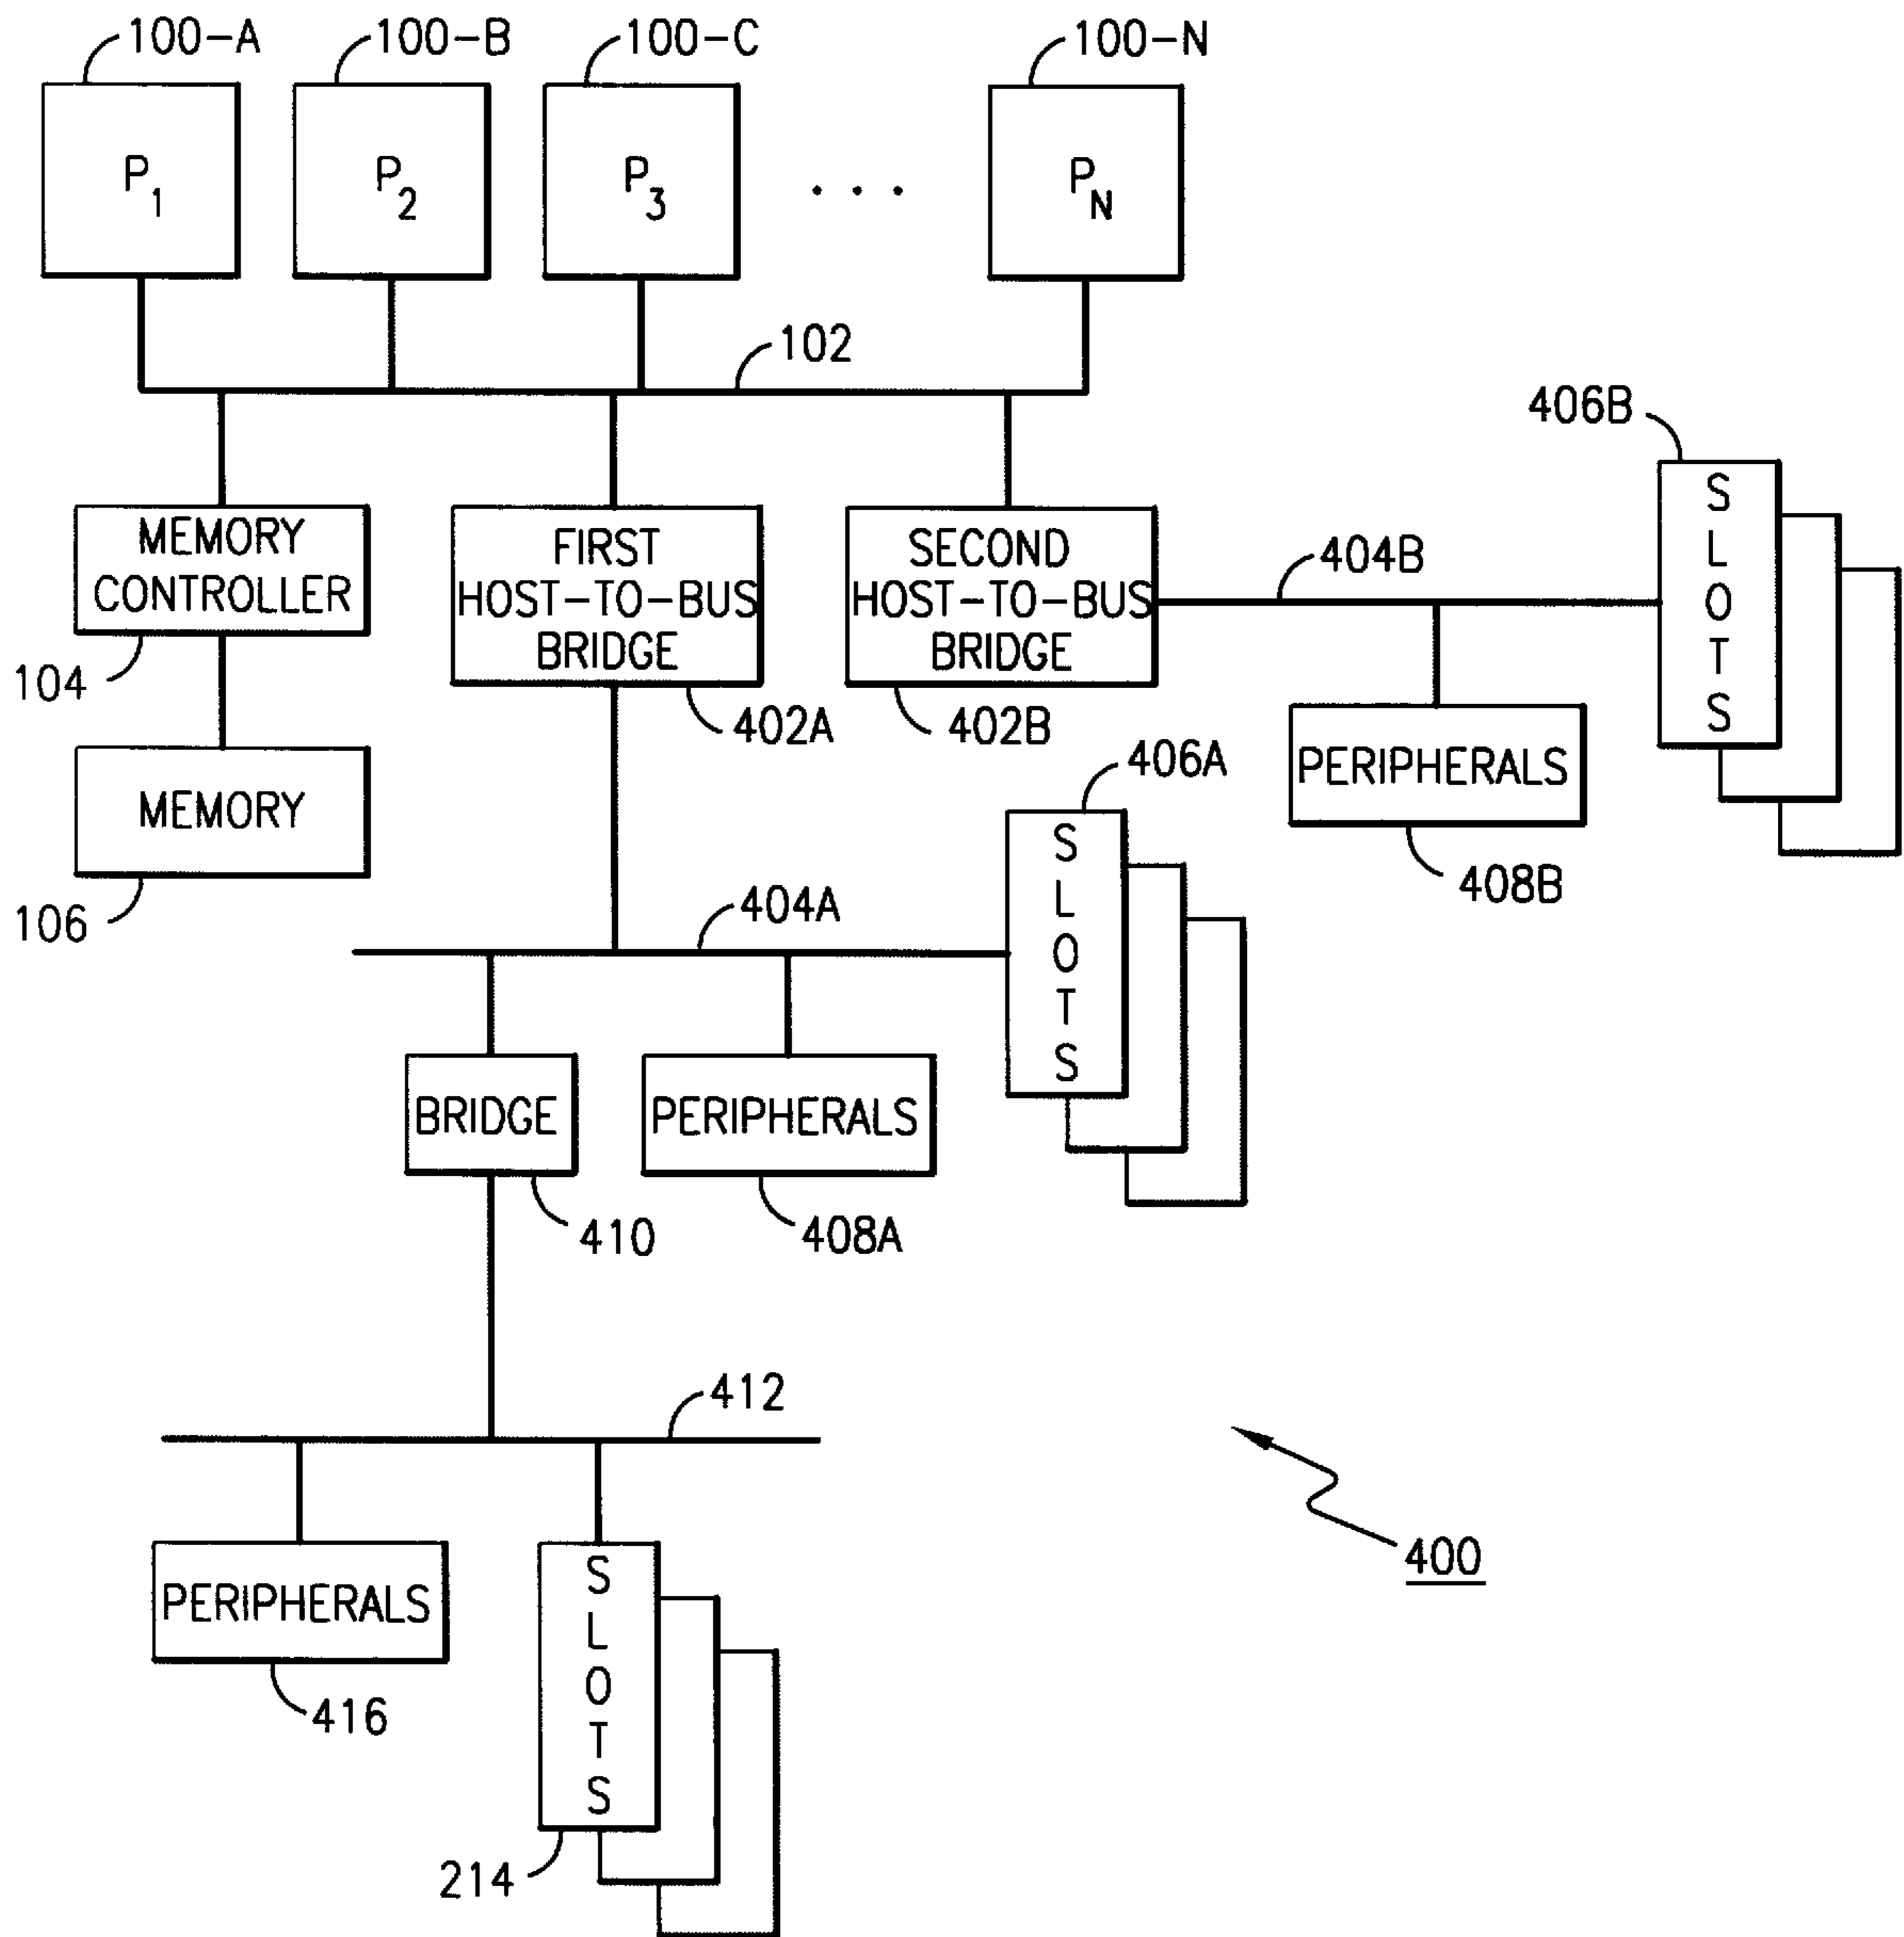 100-A 100-B 100-C 100-N
P1 P2 P3 . . . PN
102
406B
SLOTS
MEMORY
CONTROLLER
104
FIRST
HOST-TO-BUS
BRIDGE
402A
SECOND
HOST-TO-BUS
BRIDGE
402B
404B
PERIPHERALS
408B
MEMORY
106
406A
SLOTS
404A
BRIDGE
410
PERIPHERALS
408A
412
400
PERIPHERALS
416
SLOTS
214